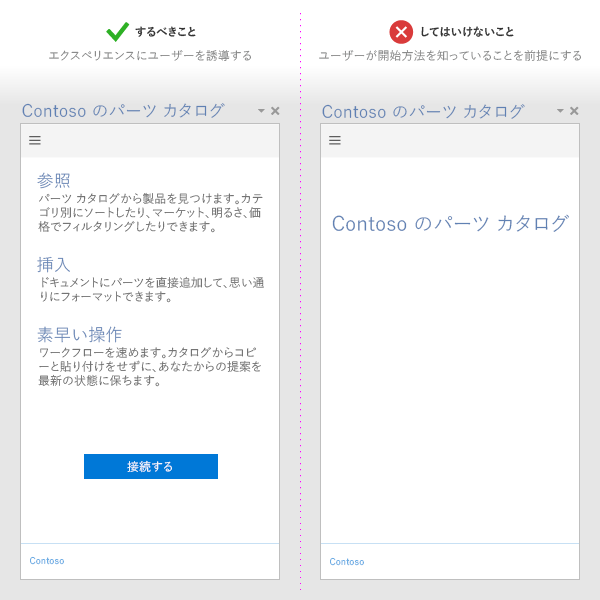 するべきこと
エクスペリエンスにユーザーを誘導する
Contoso のパーツ カタログ
参照
パーツ カタログから製品を見つけます。カテ
ゴリ別にソートしたり、マーケット、明るさ、価
格でフィルタリングしたりできます。
挿入
ドキュメントにパーツを直接追加して、思い通
りにフォーマットできます。
素早い操作
ワークフローを速めます。カタログからコピ
ーと貼り付けをせずに、あなたからの提案を
最新の状態に保ちます。
接続する
Contoso
してはいけないこと
ユーザーが開始方法を知っていることを前提にする
Contoso のパーツ カタログ
Contoso のパーツ カタログ
Contoso